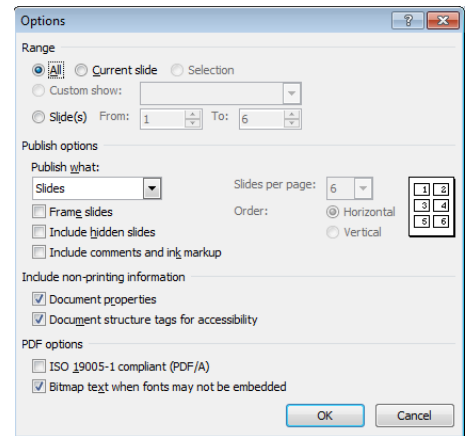 Options
Range
All Current slide Selection
Custom show:
Slide(s) From: 1 To: 6
Publish options
Publish what:
Slides Slides per page: 6
Frame slides Order: Horizontal
Include hidden slides Vertical
Include comments and ink markup
1 2
3 4
5 6
Include non-printing information
Document properties
Document structure tags for accessibility
PDF options
ISO 19005-1 compliant (PDF/A)
Bitmap text when fonts may not be embedded
OK Cancel